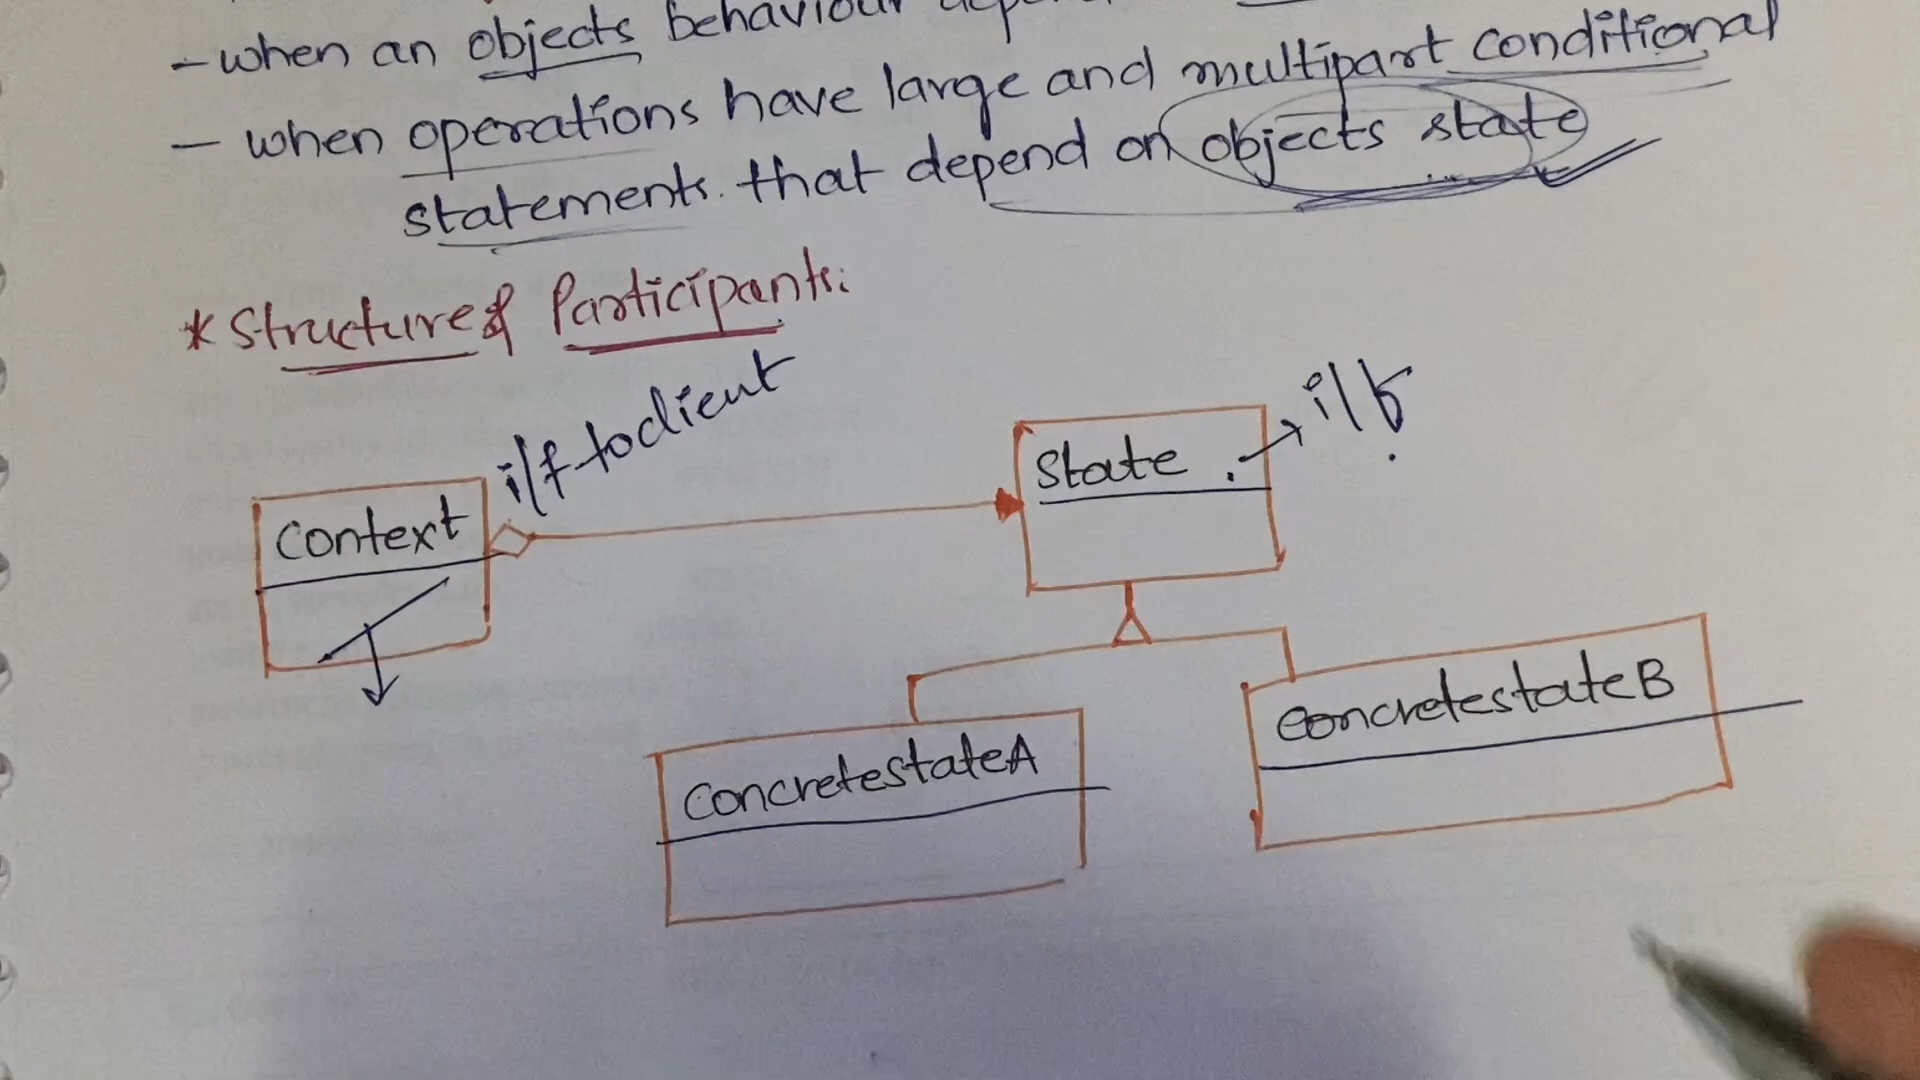 - when an objects behaviour
- when operations have large and multipart conditional
statements. that depend on objects state
* Structure & Participants:
i/f to client
i/f
State
Context
ConcretestateB
ConcretestateA